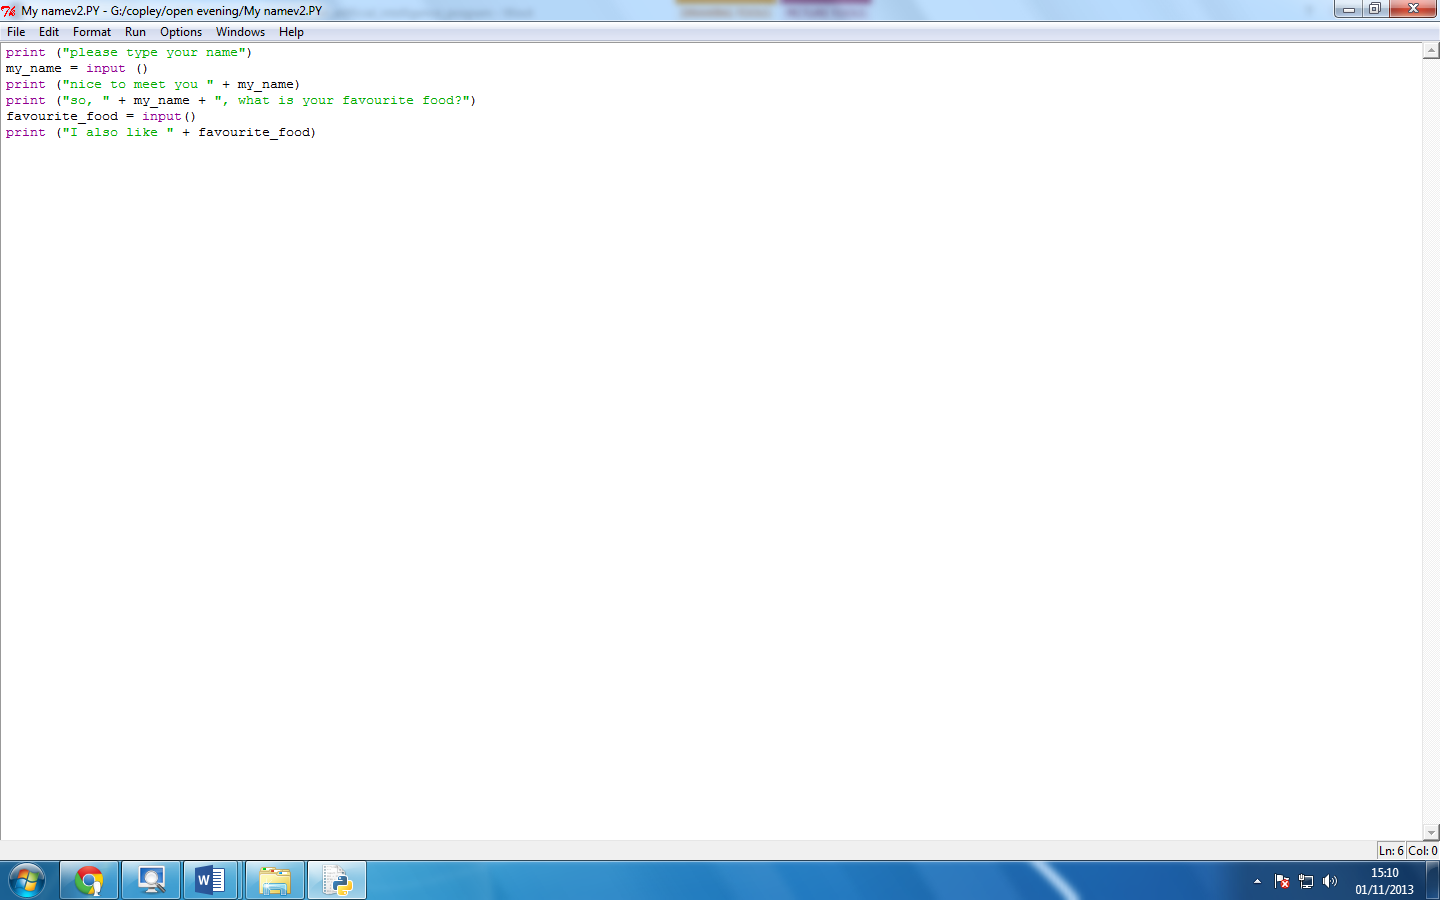 My namev2.PY - G:/copley/open evening/My namev2.PY
File Edit Format Run Options Windows Help
print ("please type your name")
my_name = input ()
print ("nice to meet you " + my_name)
print ("so, " + my_name + ", what is your favourite food?")
favourite_food = input()
print ("I also like " + favourite_food)
Ln: 6 Col: 0
15:10
01/11/2013